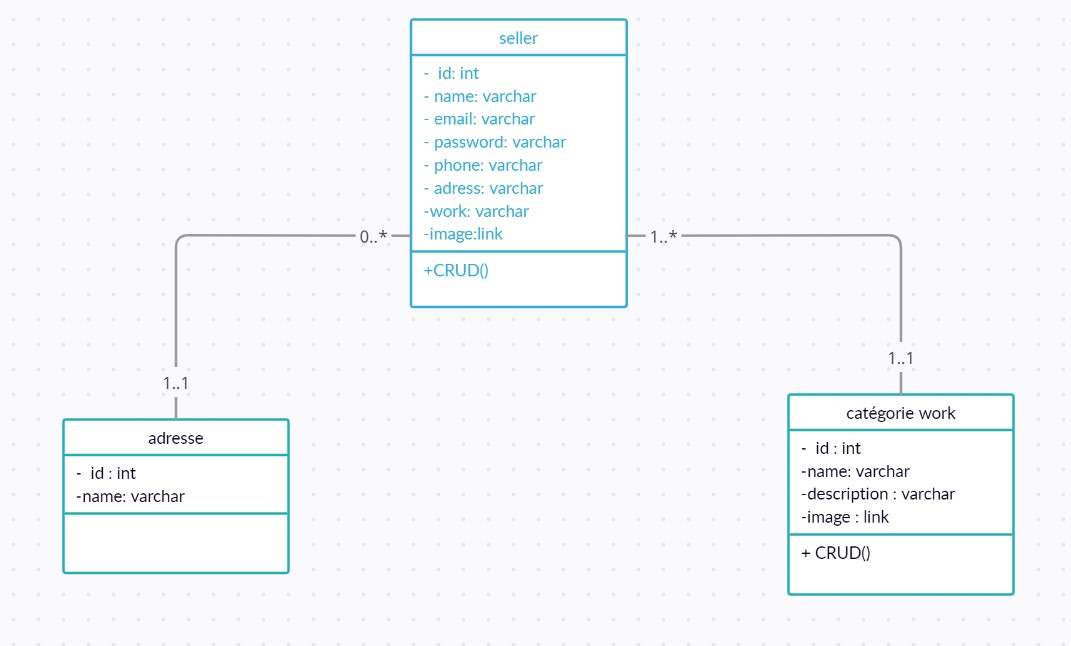 seller
-  id: int
- name: varchar
- email: varchar
- password: varchar
- phone: varchar
- adress: varchar
-work: varchar
-image:link
+CRUD()
0..*
1..*
1..1
1..1
adresse
-  id : int
-name: varchar
catégorie work
-  id : int
-name: varchar
-description : varchar
-image : link
+ CRUD()